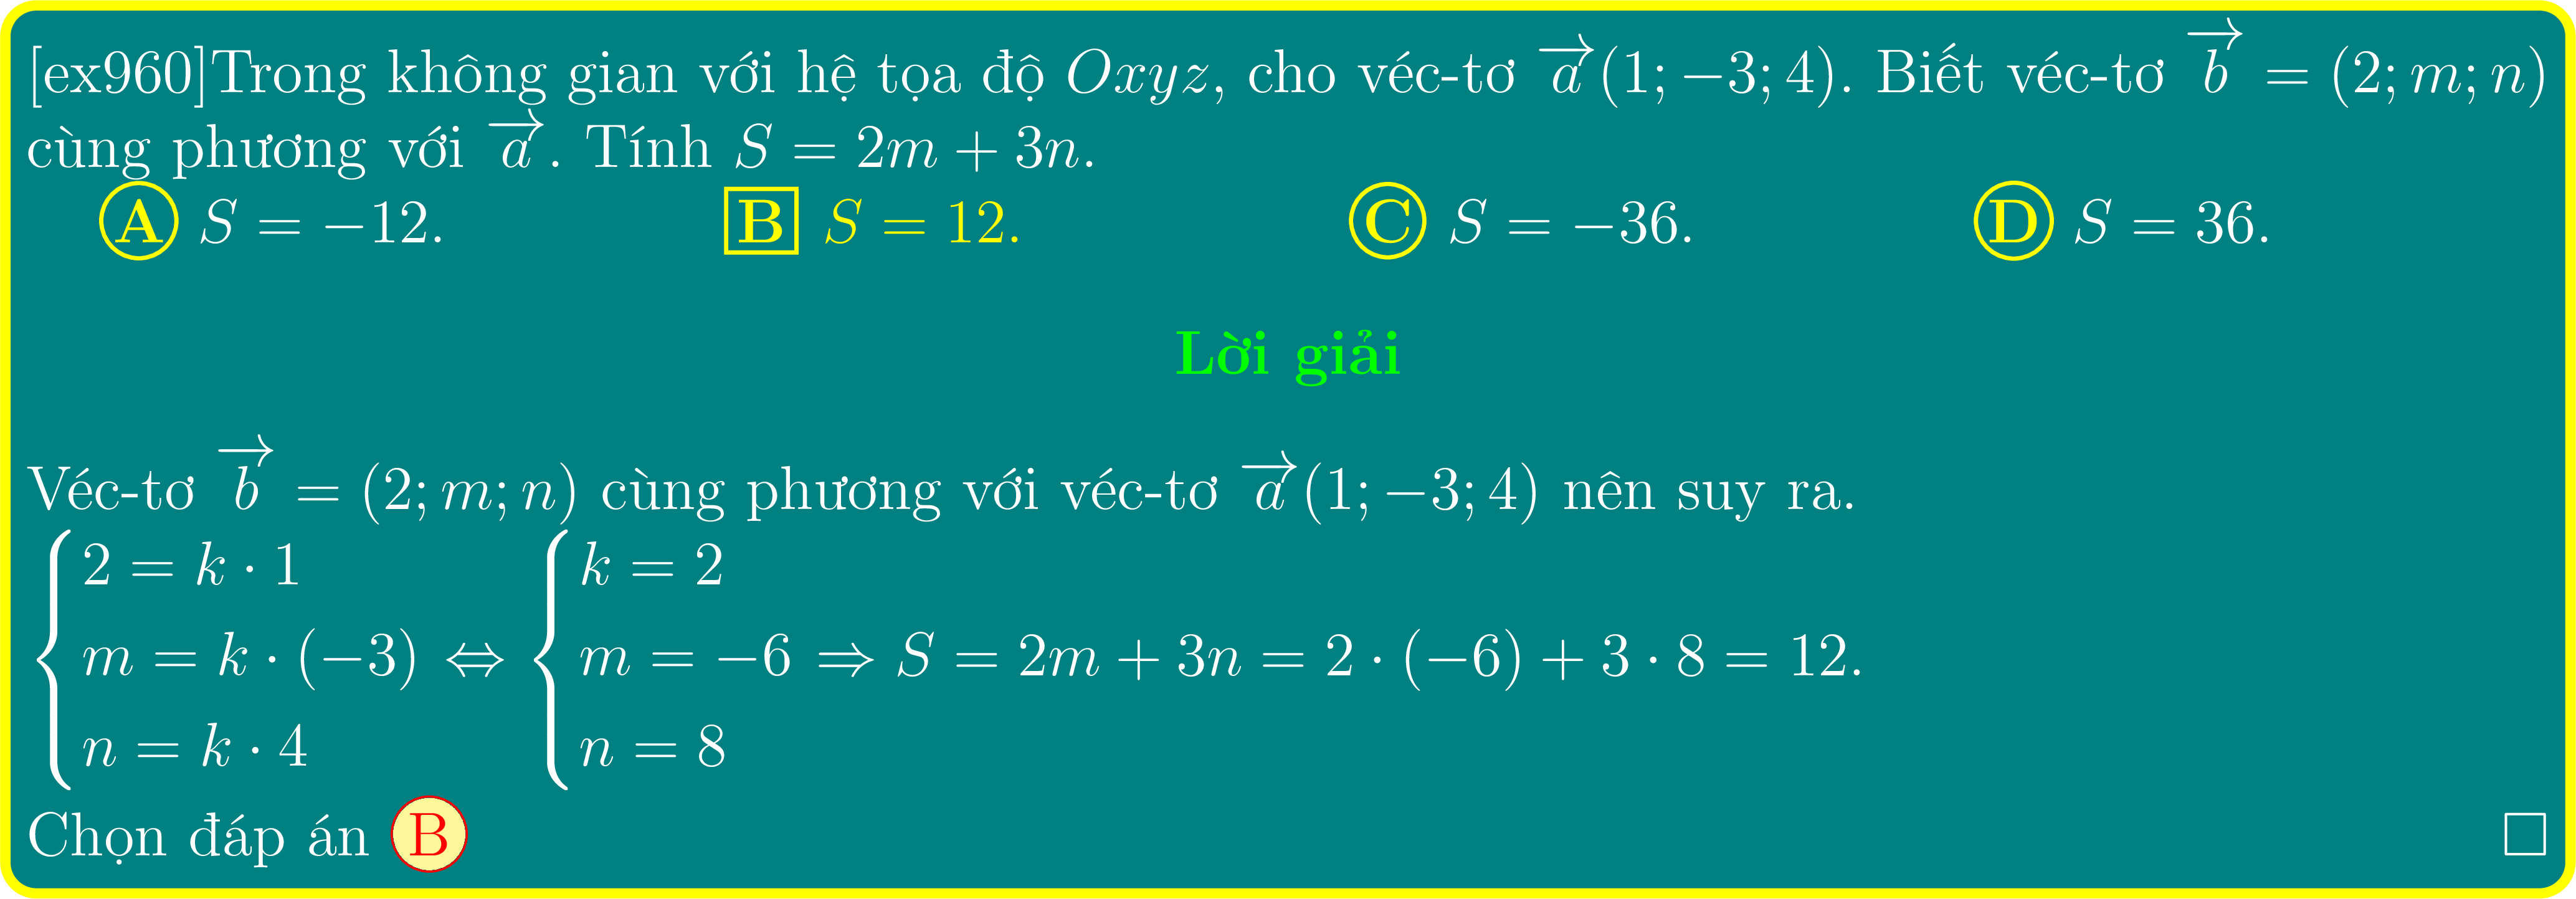 [ex960]Trong không gian với hệ tọa độ Oxyz, cho véc-tơ $\overrightarrow{a}(1; -3; 4)$. Biết véc-tơ $\overrightarrow{b} = (2; m; n)$
cùng phương với $\overrightarrow{a}$. Tính $S = 2m + 3n$.
A S = −12. B S = 12. C S = −36. D S = 36.
Lời giải
Véc-tơ $\overrightarrow{b} = (2; m; n)$ cùng phương với véc-tơ $\overrightarrow{a}(1; -3; 4)$ nên suy ra.
$\begin{cases} 2 = k \cdot 1 \\ m = k \cdot (-3) \\ n = k \cdot 4 \end{cases} \Leftrightarrow \begin{cases} k = 2 \\ m = -6 \\ n = 8 \end{cases} \Rightarrow S = 2m + 3n = 2 \cdot (-6) + 3 \cdot 8 = 12.$
Chọn đáp án B □